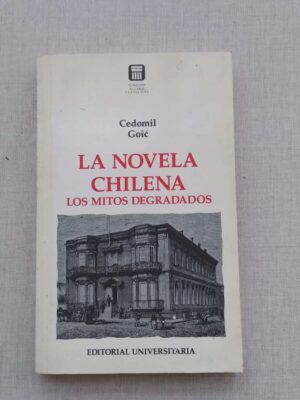 Cedomil
Goić
LA NOVELA
CHILENA
LOS MITOS DEGRADADOS
EDITORIAL UNIVERSITARIA